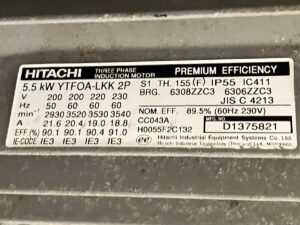 HITACHI THREE PHASE INDUCTION MOTOR PREMIUM EFFICIENCY
5.5 kW YTFOA-LKK 2P S1 TH. 155 (F) IP55 IC411
V 200 200 220 230 BRG. 6308ZZC3 6306ZZC3
Hz 50 60 60 60 JIS C 4213
min-1 2930 3520 3530 3540 NOM. EFF. 89.5% (60Hz 230V)
A 21.6 20.4 19.0 18.8 CC043A
EFF(%) 90.1 90.1 90.4 91.0 H0055F2C132 MFG NO. D1375821
IE-CODE IE3 IE3 IE3 IE3 Hitachi Industrial Equipment Systems Co., Ltd.